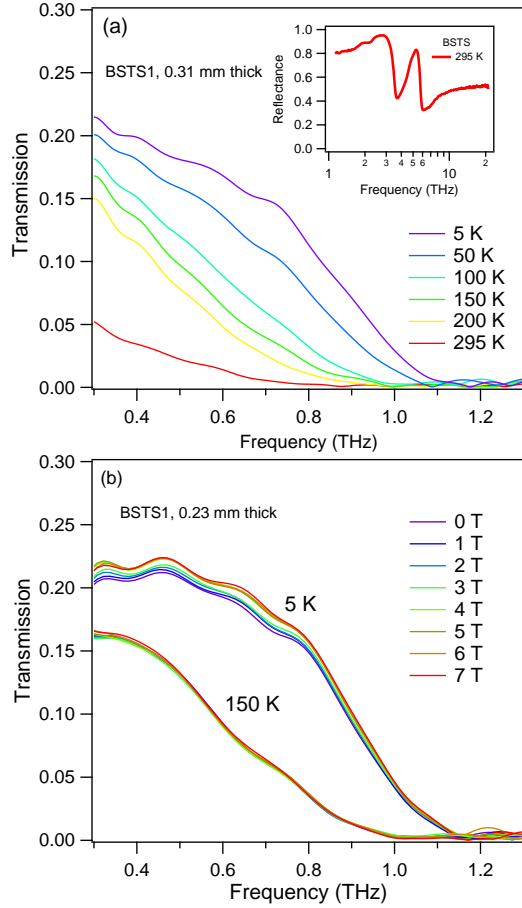 0.30
(a)
BSTS1, 0.31 mm thick
0.25
0.20
0.15
0.10
0.05
0.00
Transmission
0.4
0.6
0.8
1.0
1.2
Frequency (THz)
5 K
50 K
100 K
150 K
200 K
295 K
1.0
0.8
0.6
0.4
0.2
0.0
Reflectance
BSTS
295 K
1
2
3
4
5
6
10
2
Frequency (THz)
0.30
(b)
BSTS1, 0.23 mm thick
0.25
0.20
0.15
0.10
0.05
0.00
Transmission
5 K
150 K
0 T
1 T
2 T
3 T
4 T
5 T
6 T
7 T
0.4
0.6
0.8
1.0
1.2
Frequency (THz)